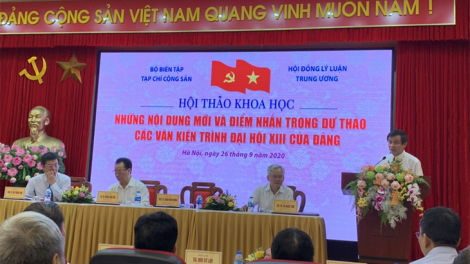 CỘNG SẢN VIỆT NAM QUANG VINH MUÔN NĂM!
BỘ BIÊN TẬP
TẠP CHÍ CỘNG SẢN
HỘI ĐỒNG LÝ LUẬN
TRUNG ƯƠNG
HỘI THẢO KHOA HỌC
NHỮNG NỘI DUNG MỚI VÀ ĐIỂM NHẤN TRONG DỰ THẢO
CÁC VĂN KIỆN TRÌNH ĐẠI HỘI XIII CỦA ĐẢNG
Hà Nội, ngày 26 tháng 9 năm 2020